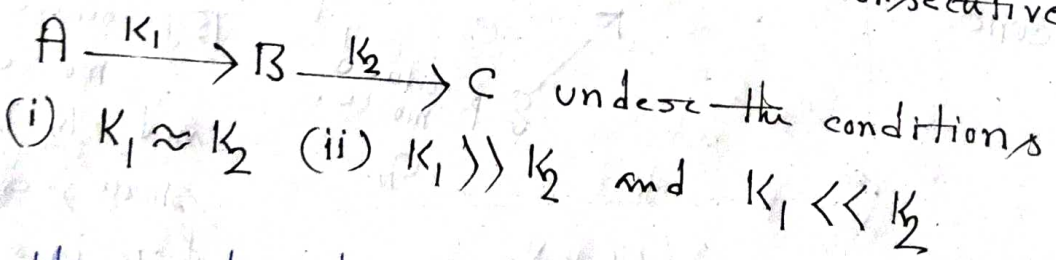 A K₁→ B K₂→ C under the conditions
(i) K₁ ≈ K₂ (ii) K₁ >> K₂ and K₁ << K₂.